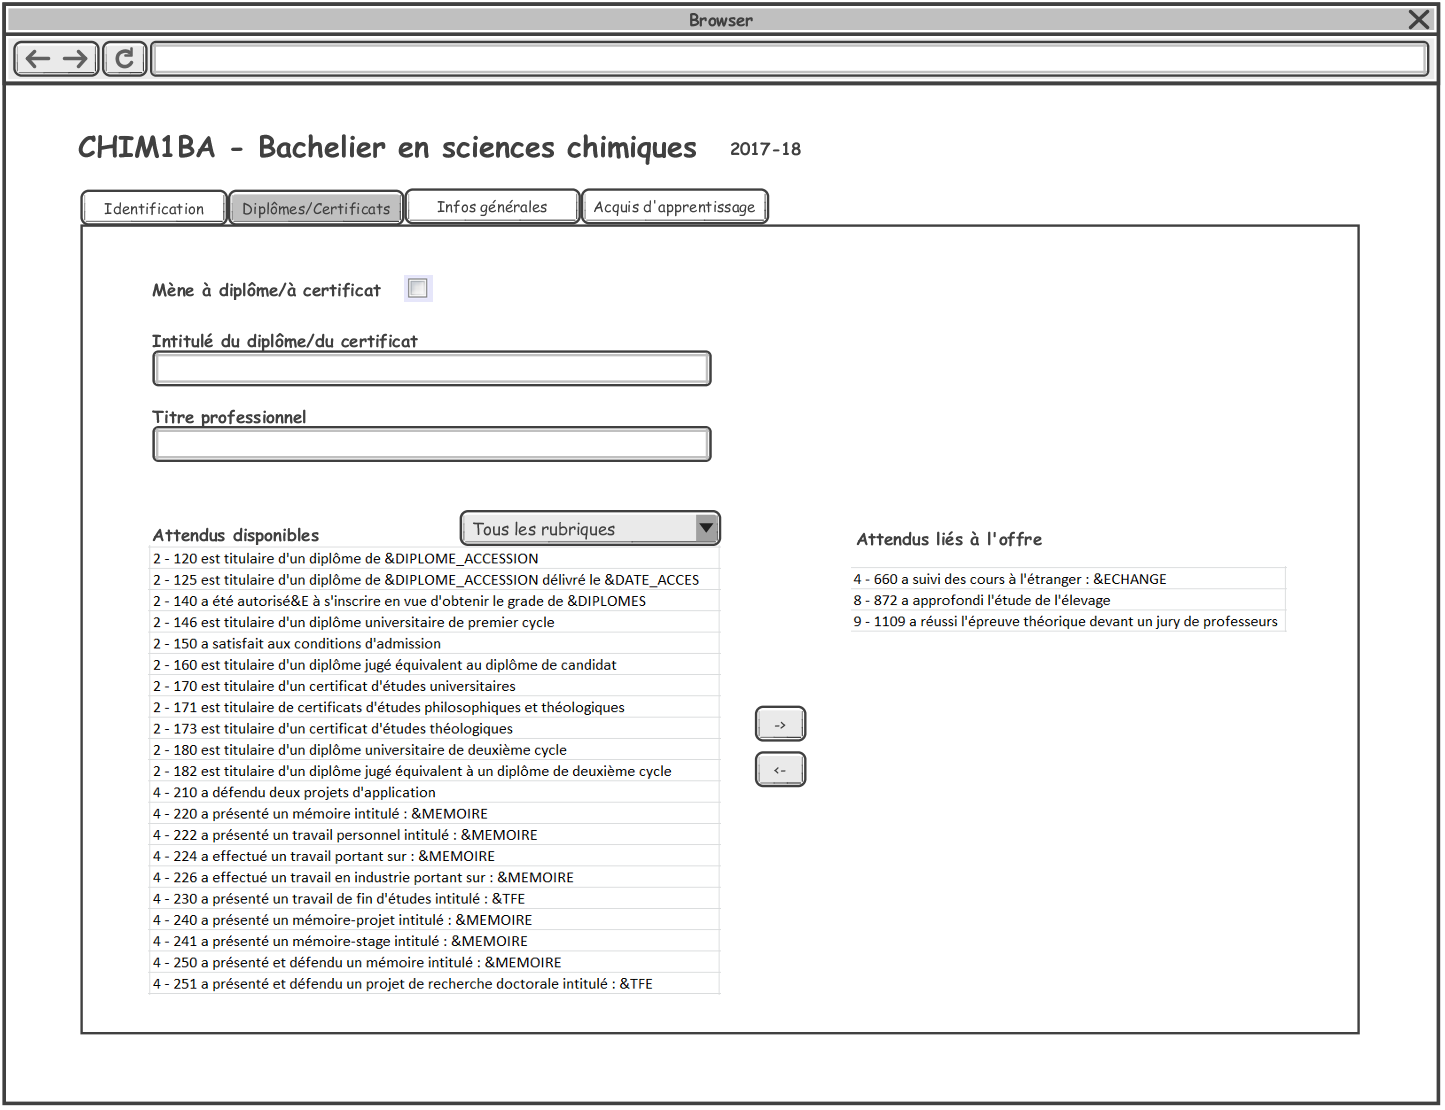 Browser
CHIM1BA - Bachelier en sciences chimiques 2017-18
Identification Diplômes/Certificats Infos générales Acquis d'apprentissage
Mène à diplôme/à certificat
Intitulé du diplôme/du certificat
Titre professionnel
Attendus disponibles Tous les rubriques
2 - 120 est titulaire d'un diplôme de &DIPLOME_ACCESSION
2 - 125 est titulaire d'un diplôme de &DIPLOME_ACCESSION délivré le &DATE_ACCES
2 - 140 a été autorisé&E à s'inscrire en vue d'obtenir le grade de &DIPLOMES
2 - 146 est titulaire d'un diplôme universitaire de premier cycle
2 - 150 a satisfait aux conditions d'admission
2 - 160 est titulaire d'un diplôme jugé équivalent au diplôme de candidat
2 - 170 est titulaire d'un certificat d'études universitaires
2 - 171 est titulaire de certificats d'études philosophiques et théologiques
2 - 173 est titulaire d'un certificat d'études théologiques
2 - 180 est titulaire d'un diplôme universitaire de deuxième cycle
2 - 182 est titulaire d'un diplôme jugé équivalent à un diplôme de deuxième cycle
4 - 210 a défendu deux projets d'application
4 - 220 a présenté un mémoire intitulé : &MEMOIRE
4 - 222 a présenté un travail personnel intitulé : &MEMOIRE
4 - 224 a effectué un travail portant sur : &MEMOIRE
4 - 226 a effectué un travail en industrie portant sur : &MEMOIRE
4 - 230 a présenté un travail de fin d'études intitulé : &TFE
4 - 240 a présenté un mémoire-projet intitulé : &MEMOIRE
4 - 241 a présenté un mémoire-stage intitulé : &MEMOIRE
4 - 250 a présenté et défendu un mémoire intitulé : &MEMOIRE
4 - 251 a présenté et défendu un projet de recherche doctorale intitulé : &TFE
->
<-
Attendus liés à l'offre
4 - 660 a suivi des cours à l'étranger : &ECHANGE
8 - 872 a approfondi l'étude de l'élevage
9 - 1109 a réussi l'épreuve théorique devant un jury de professeurs